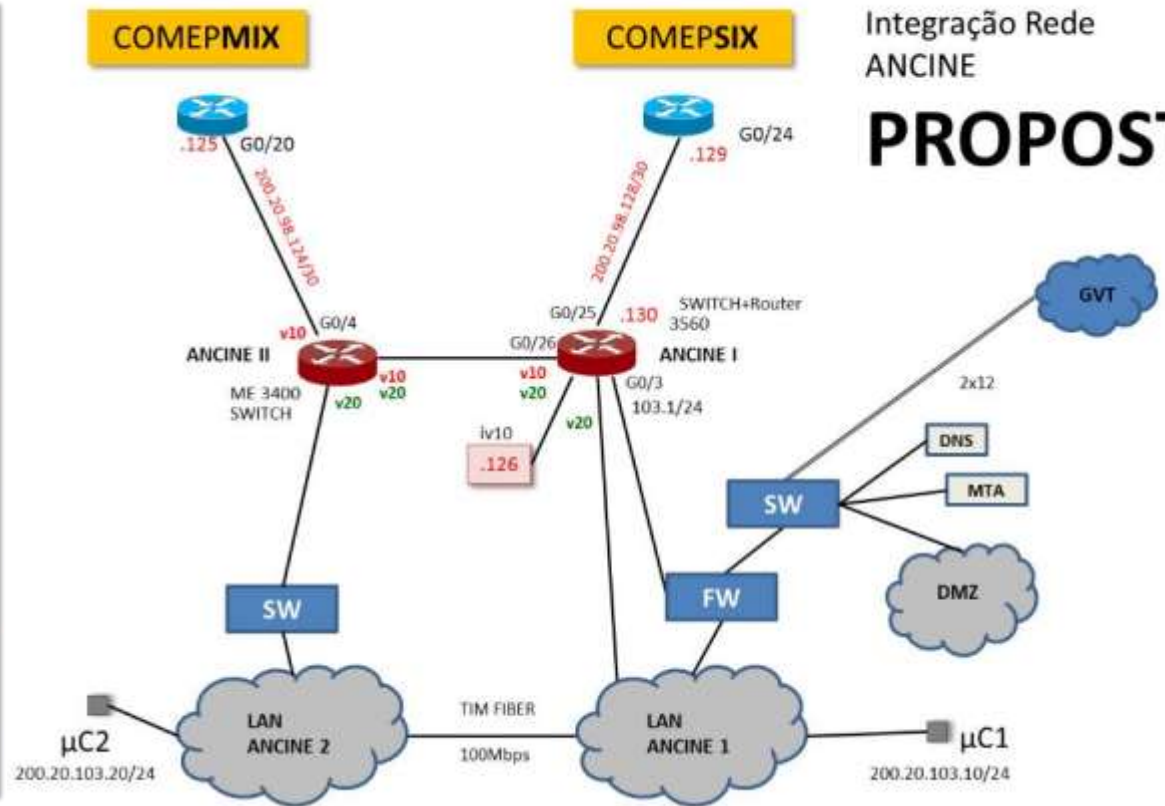 COMEPMIX
COMEPSIX
Integração Rede
ANCINE
PROPOST
.125
G0/20
200.20.98.124/30
.129
G0/24
200.20.98.128/30
GVT
2x12
v10
G0/4
ANCINE II
ME 3400
SWITCH
v20
v10
v20
G0/25
.130
SWITCH+Router
3560
G0/26
ANCINE I
v10
v20
G0/3
103.1/24
v20
iv10
.126
DNS
MTA
SW
DMZ
FW
SW
LAN
ANCINE 2
TIM FIBER
100Mbps
LAN
ANCINE 1
µC2
200.20.103.20/24
µC1
200.20.103.10/24